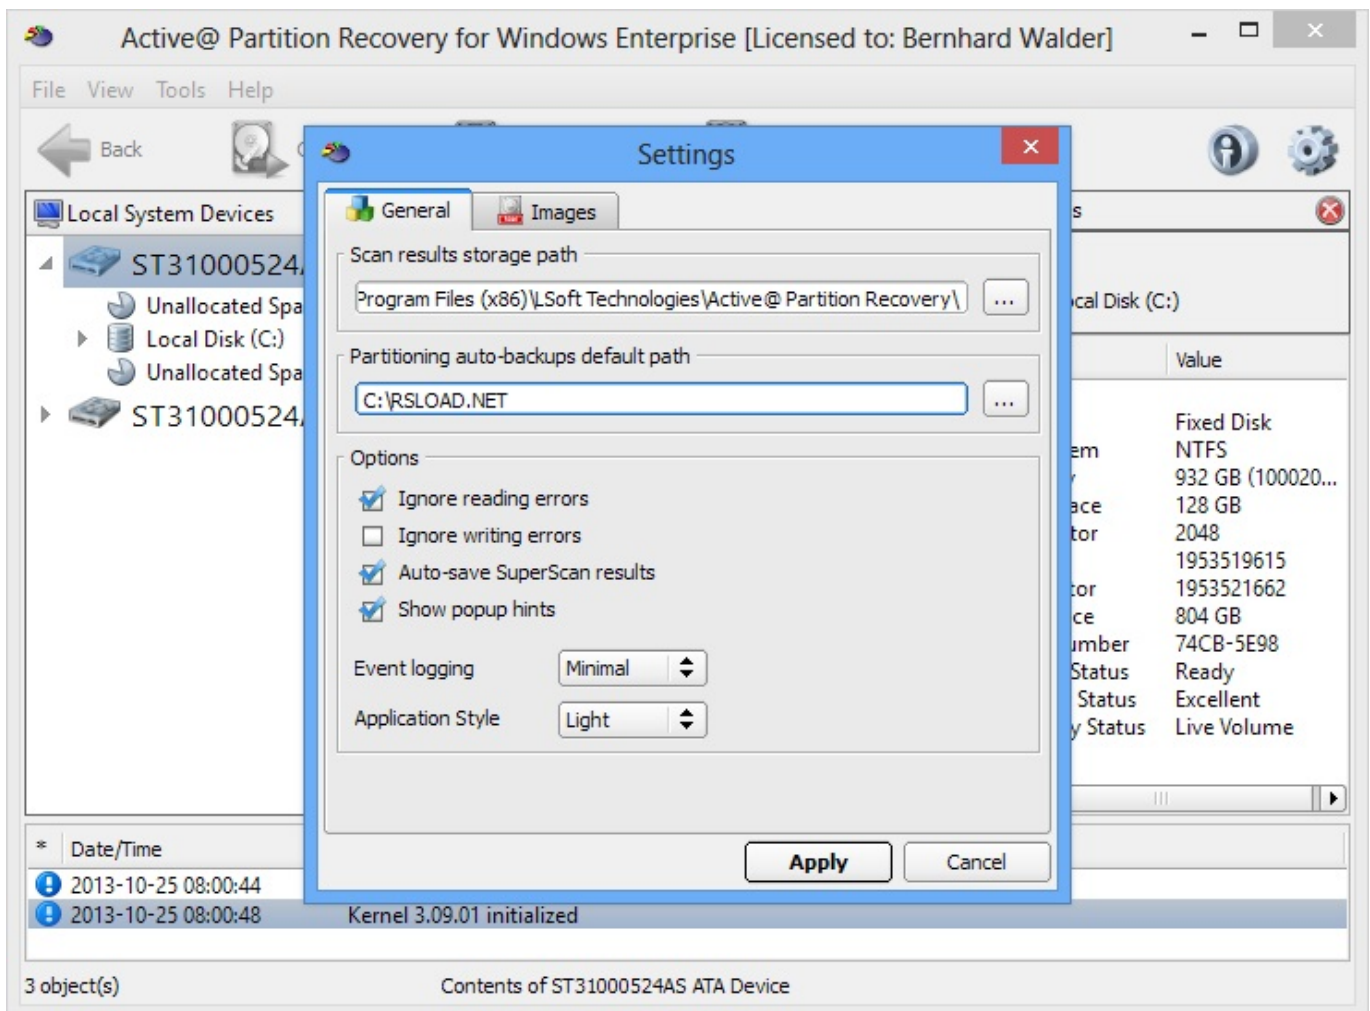 Active@ Partition Recovery for Windows Enterprise [Licensed to: Bernhard Walder]
File View Tools Help
Back
Settings
Local System Devices
General
Images
s
ST31000524
Scan results storage path
Unallocated Spa
Program Files (x86)\LSoft Technologies\Active@ Partition Recovery\
...
cal Disk (C:)
Local Disk (C:)
Partitioning auto-backups default path
Value
Unallocated Spa
C:\RSLOAD.NET
...
ST31000524
Fixed Disk
Options
em NTFS
932 GB (100020...
Ignore reading errors
ace 128 GB
Ignore writing errors
tor 2048
1953519615
Auto-save SuperScan results
tor 1953521662
Show popup hints
ce 804 GB
umber 74CB-5E98
Event logging Minimal
Status Ready
Status Excellent
Application Style Light
y Status Live Volume
* Date/Time
Apply
Cancel
2013-10-25 08:00:44
2013-10-25 08:00:48 Kernel 3.09.01 initialized
3 object(s) Contents of ST31000524AS ATA Device